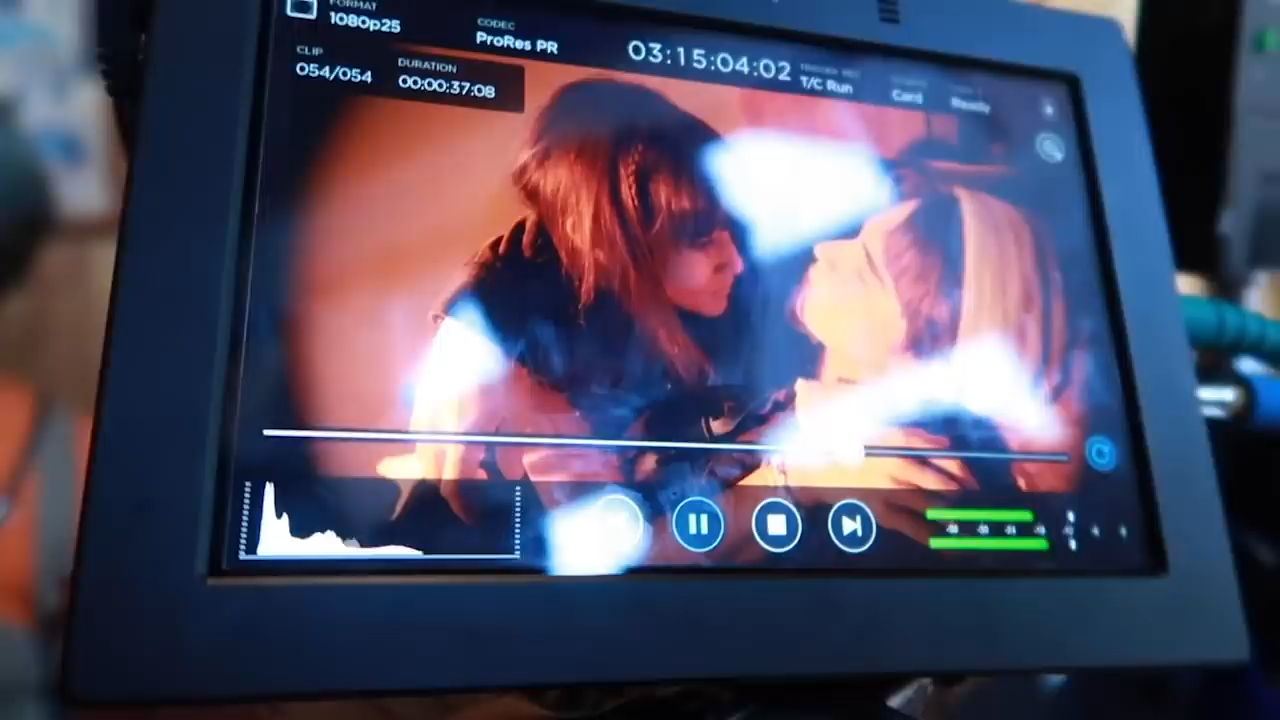 FORMAT
1080p25
CODEC
ProRes PR
03:15:04:02
T/C Run
Card
Ready
CLIP
054/054
DURATION
00:00:37:08